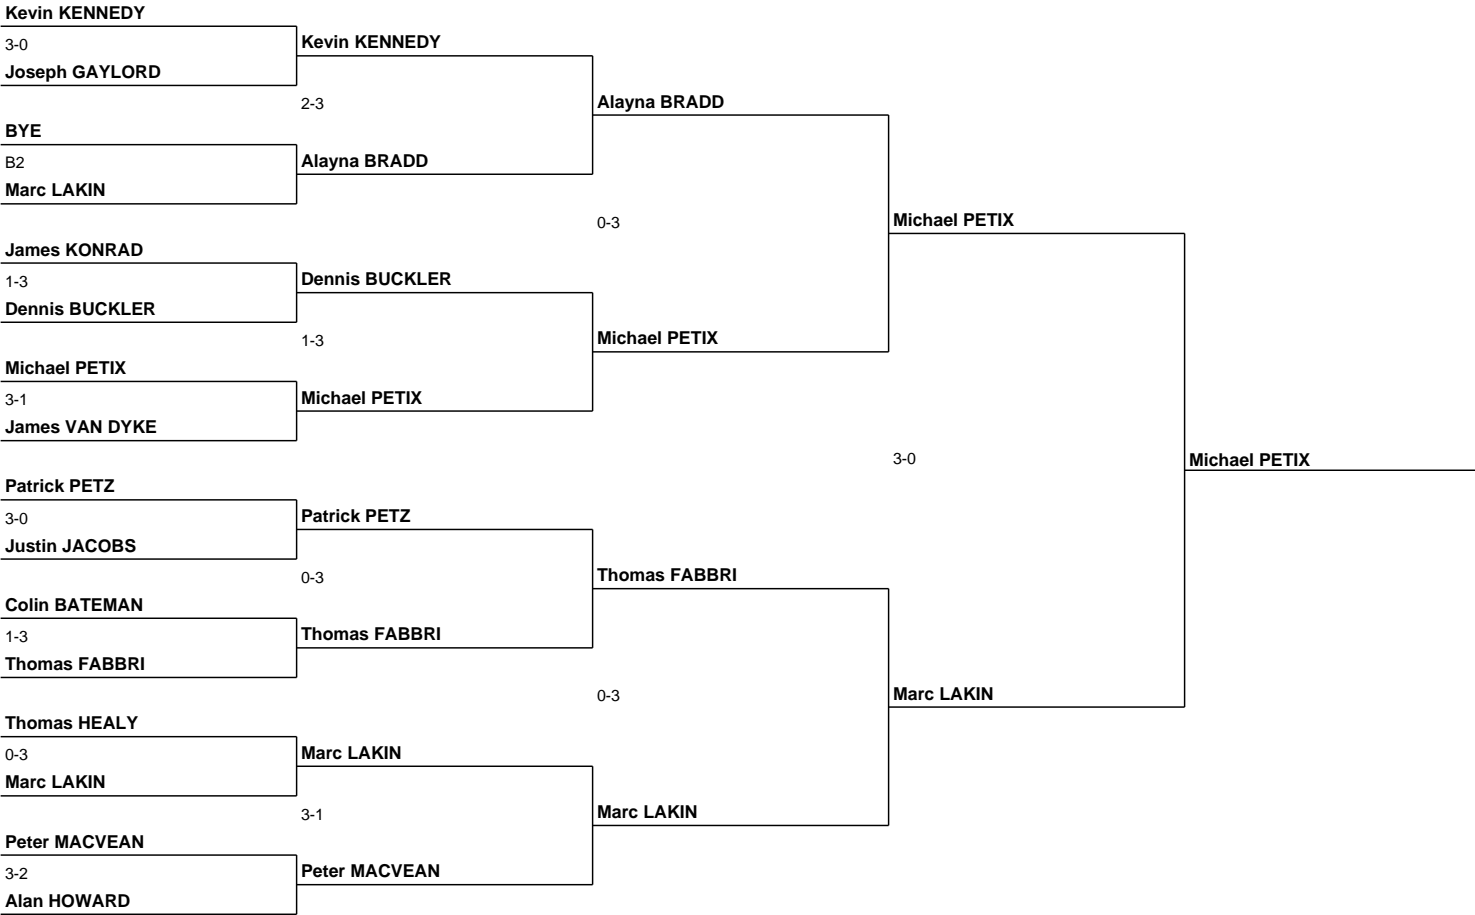 Kevin KENNEDY
3-0
Joseph GAYLORD
BYE
B2
Marc LAKIN
James KONRAD
1-3
Dennis BUCKLER
Michael PETIX
3-1
James VAN DYKE
Patrick PETZ
3-0
Justin JACOBS
Colin BATEMAN
1-3
Thomas FABBRI
Thomas HEALY
0-3
Marc LAKIN
Peter MACVEAN
3-2
Alan HOWARD
Kevin KENNEDY
2-3
Alayna BRADD
Dennis BUCKLER
1-3
Michael PETIX
Patrick PETZ
0-3
Thomas FABBRI
Marc LAKIN
3-1
Peter MACVEAN
Alayna BRADD
0-3
Michael PETIX
Thomas FABBRI
0-3
Marc LAKIN
Michael PETIX
3-0
Marc LAKIN
Michael PETIX